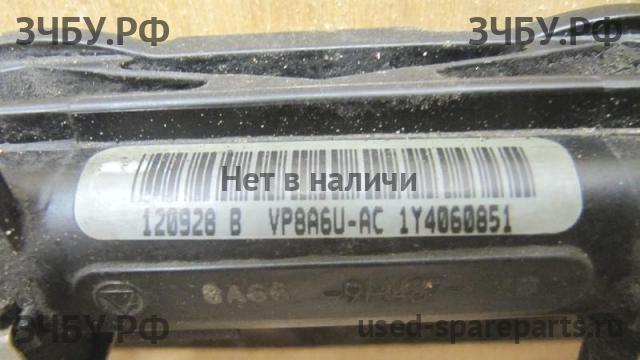 ЗЧБУ.РФ ЗЧБУ.РФ
Нет в наличи
120928 B VP8A6U-AC 1Y4060851
ЗЧБУ.РФ used-spareparts.ru